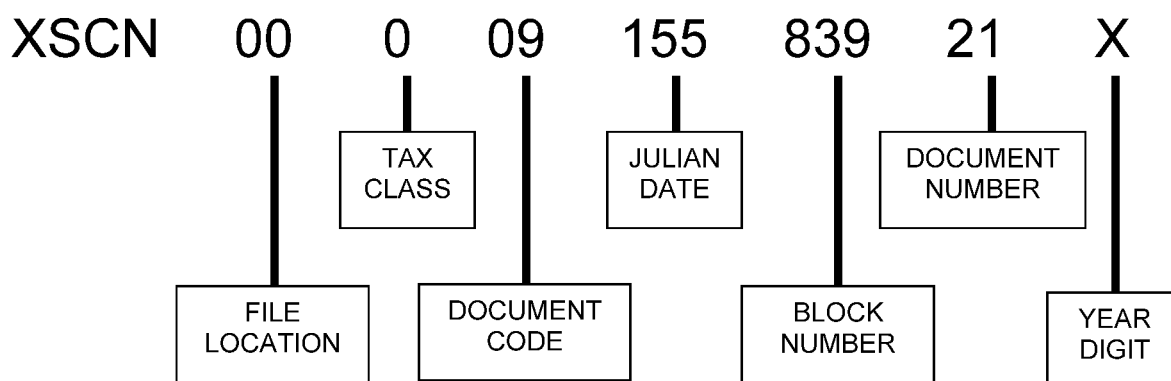 XSCN 00 0 09 155 839 21 X
TAX
CLASS
JULIAN
DATE
DOCUMENT
NUMBER
FILE
LOCATION
DOCUMENT
CODE
BLOCK
NUMBER
YEAR
DIGIT